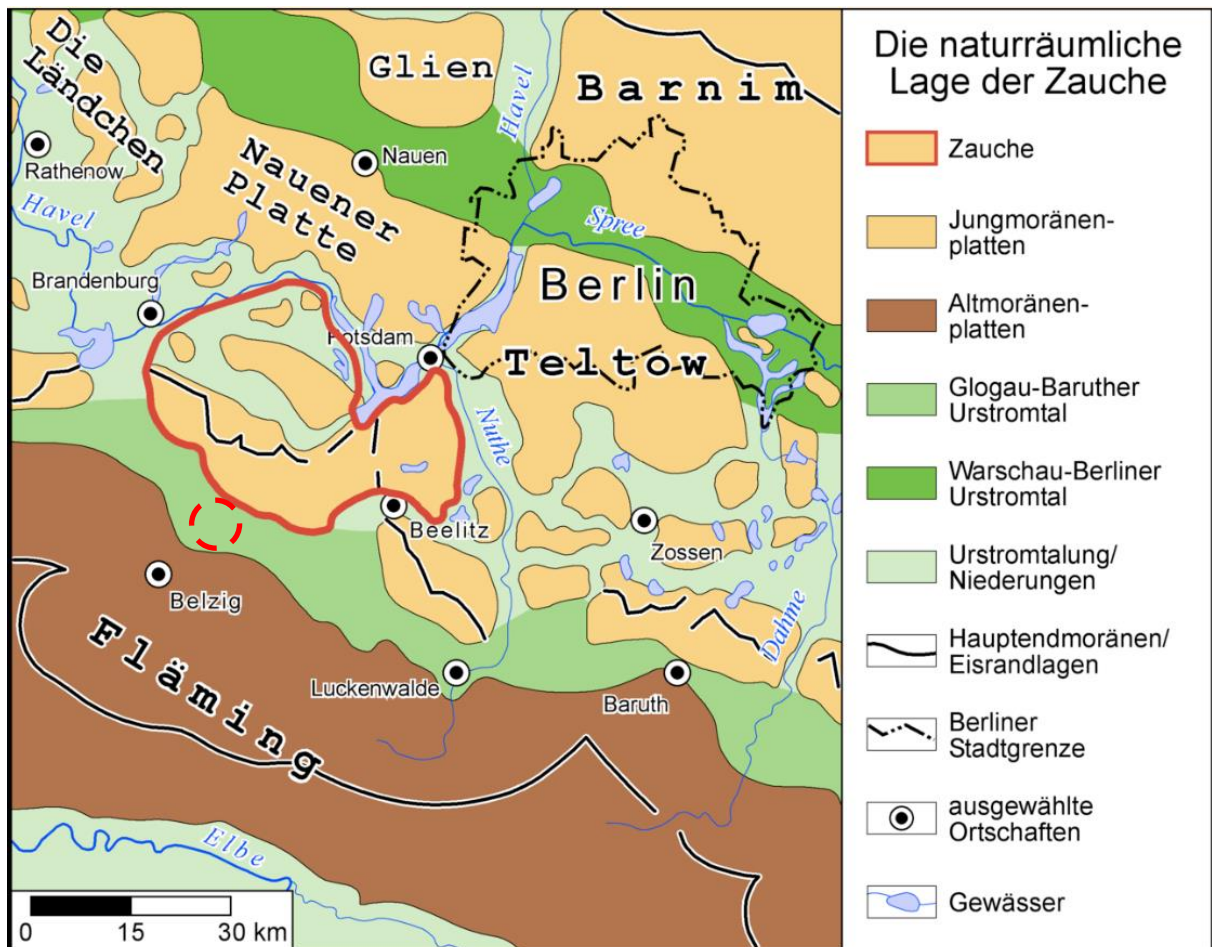 Die
Ländchen
Glien
Havel
Barnim
Rathenow
Nauener
Platte
Nauen
Havel
Spree
Brandenburg
Berlin
Potsdam
Teltow
Nuthe
Beelitz
Zossen
Belzig
Dahme
Fläming
Luckenwalde
Baruth
Elbe
0 15 30 km
Die naturräumliche
Lage der Zauche
Zauche
Jungmoränen-
platten
Altmoränen-
platten
Glogau-Baruther
Urstromtal
Warschau-Berliner
Urstromtal
Urstromtalung/
Niederungen
Hauptendmoränen/
Eisrandlagen
Berliner
Stadtgrenze
ausgewählte
Ortschaften
Gewässer